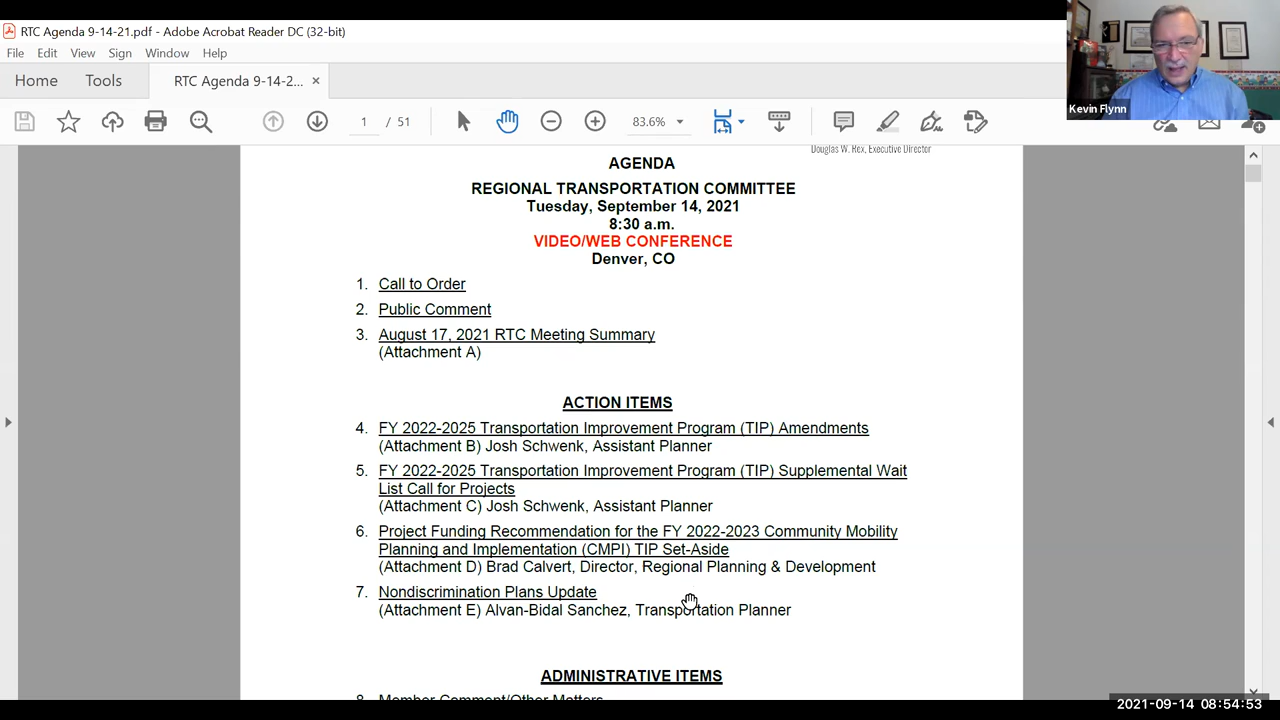 RTC Agenda 9-14-21.pdf - Adobe Acrobat Reader DC (32-bit)
File Edit View Sign Window Help
Home Tools RTC Agenda 9-14-2... ×
1 / 51 83.6%
Kevin Flynn
Douglas W. Rex, Executive Director
AGENDA
REGIONAL TRANSPORTATION COMMITTEE
Tuesday, September 14, 2021
8:30 a.m.
VIDEO/WEB CONFERENCE
Denver, CO
1. Call to Order
2. Public Comment
3. August 17, 2021 RTC Meeting Summary
(Attachment A)
ACTION ITEMS
4. FY 2022-2025 Transportation Improvement Program (TIP) Amendments
(Attachment B) Josh Schwenk, Assistant Planner
5. FY 2022-2025 Transportation Improvement Program (TIP) Supplemental Wait
List Call for Projects
(Attachment C) Josh Schwenk, Assistant Planner
6. Project Funding Recommendation for the FY 2022-2023 Community Mobility
Planning and Implementation (CMPI) TIP Set-Aside
(Attachment D) Brad Calvert, Director, Regional Planning & Development
7. Nondiscrimination Plans Update
(Attachment E) Alvan-Bidal Sanchez, Transportation Planner
ADMINISTRATIVE ITEMS
8. Member Comment/Other Matters
2021-09-14 08:54:53